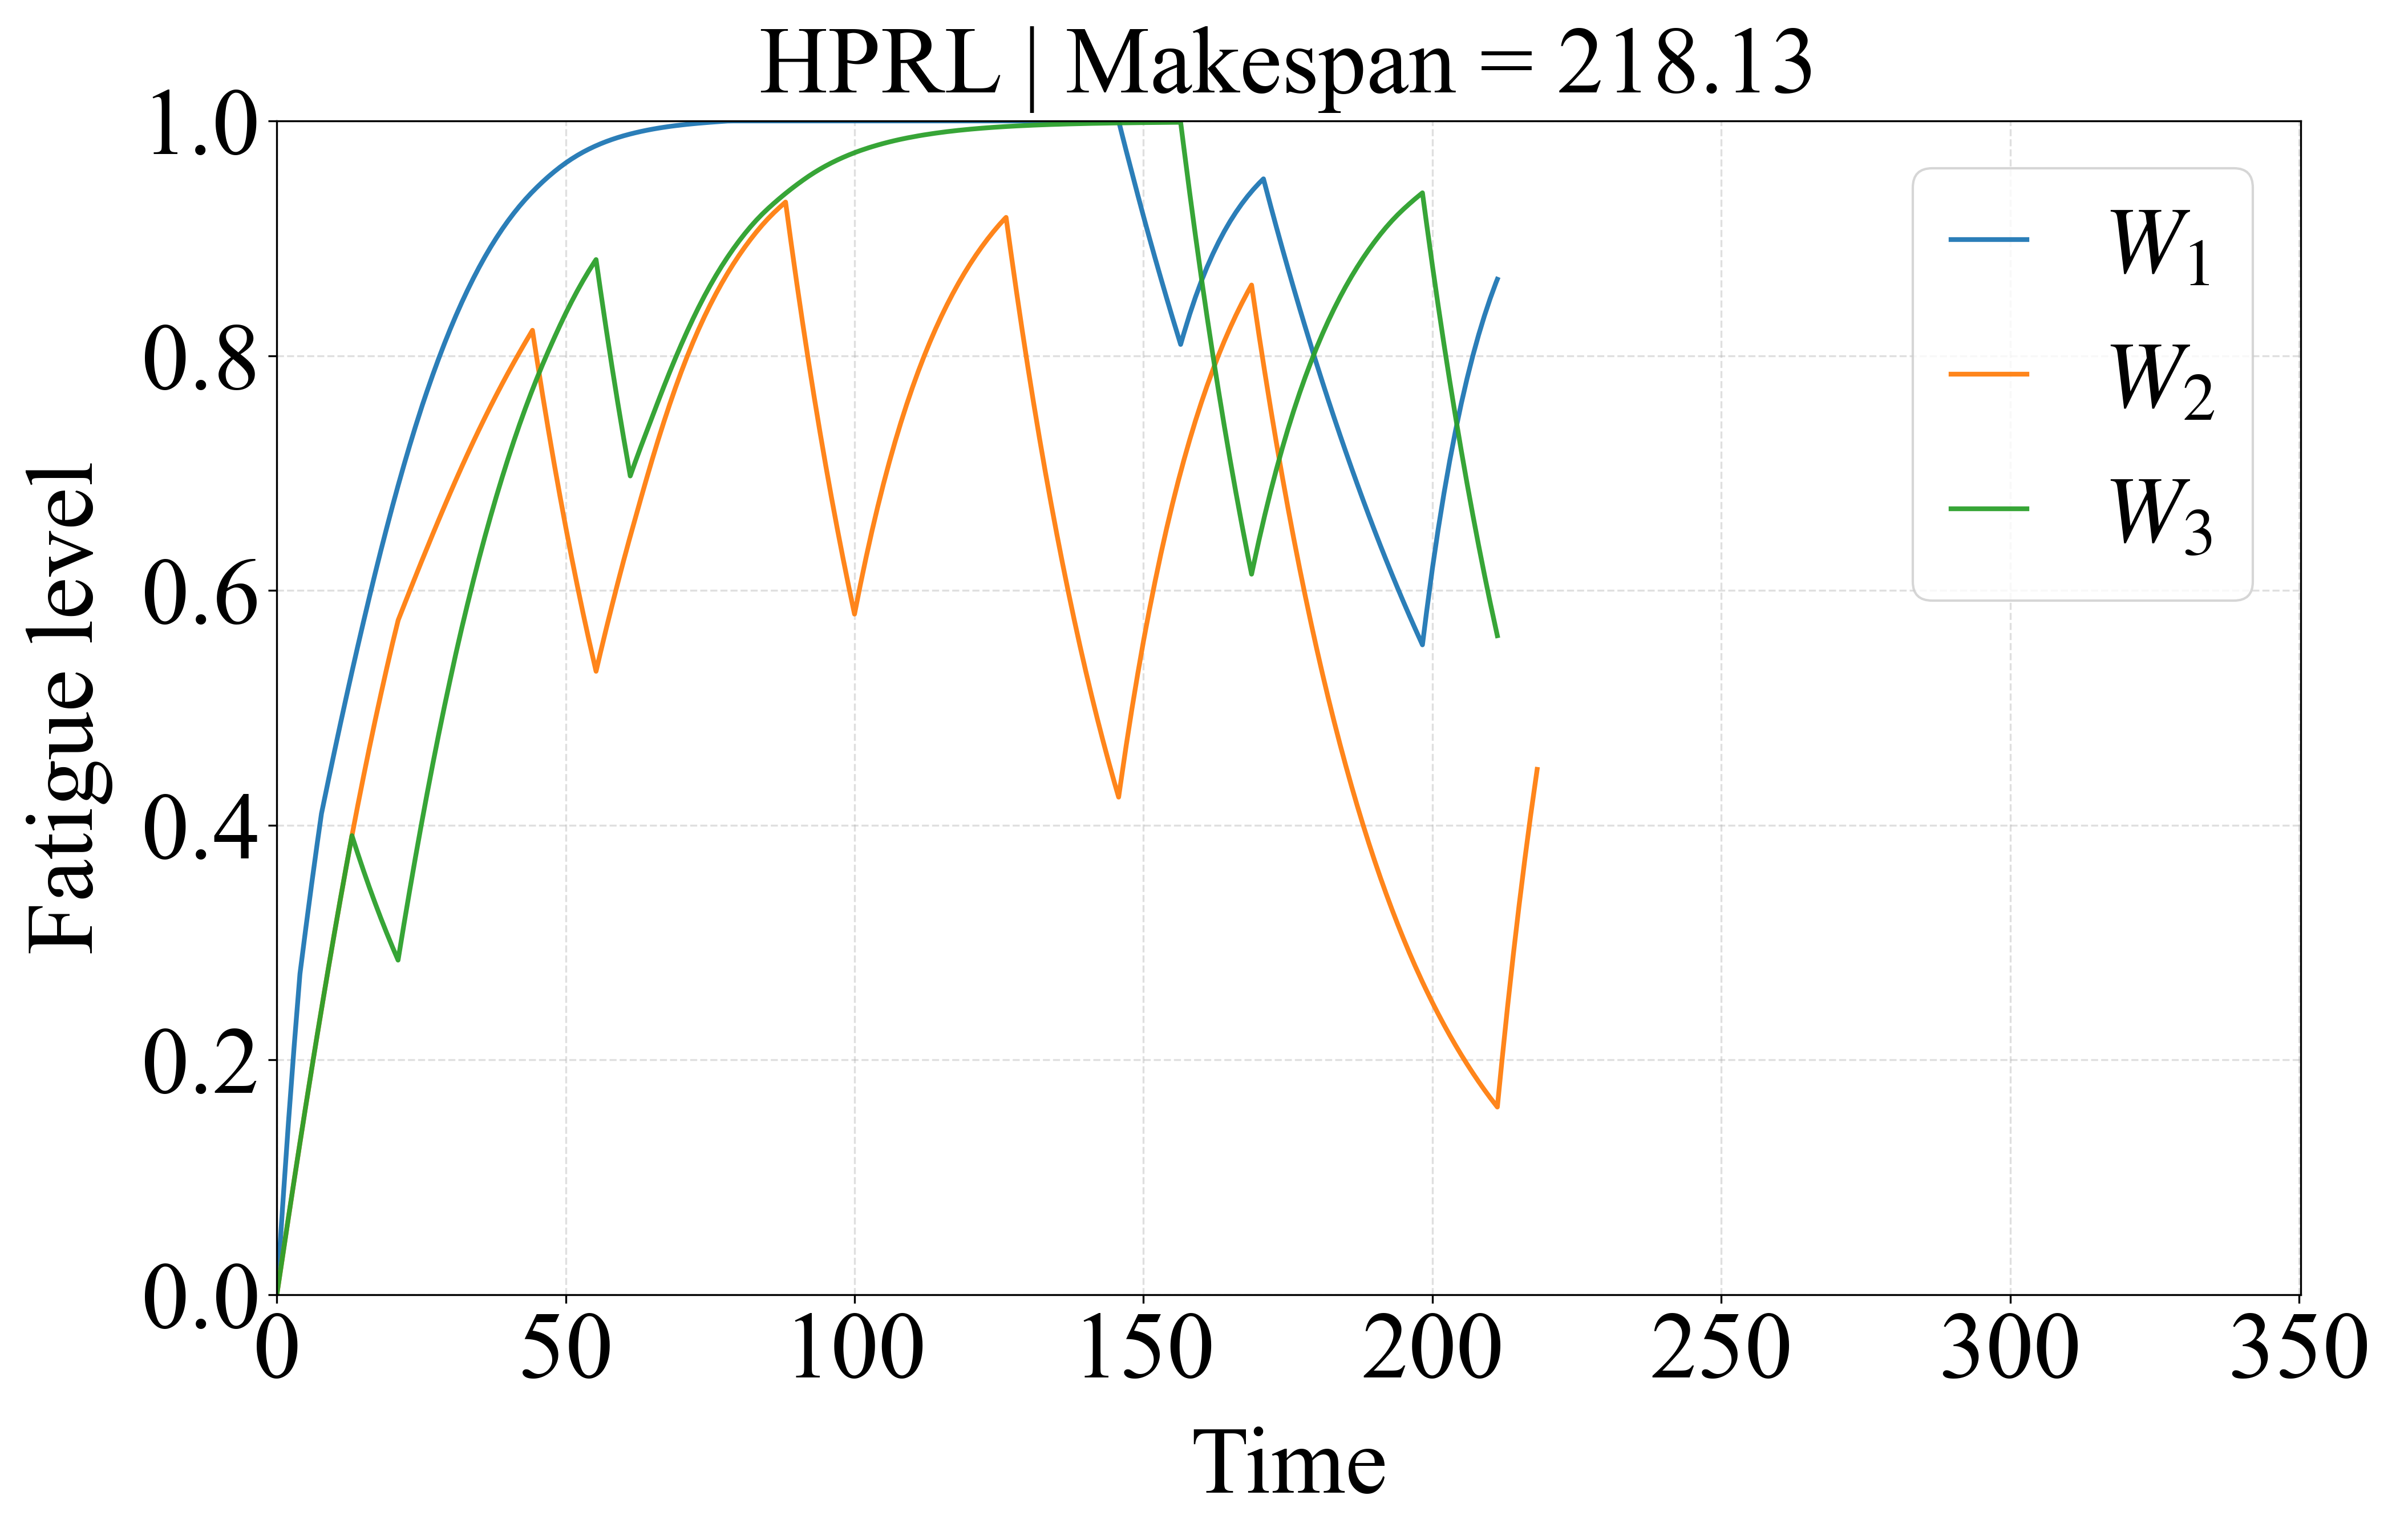 HPRL | Makespan = 218.13
Fatigue level
1.0
0.8
0.6
0.4
0.2
0.0
0 50 100 150 200 250 300 350
Time
W1
W2
W3